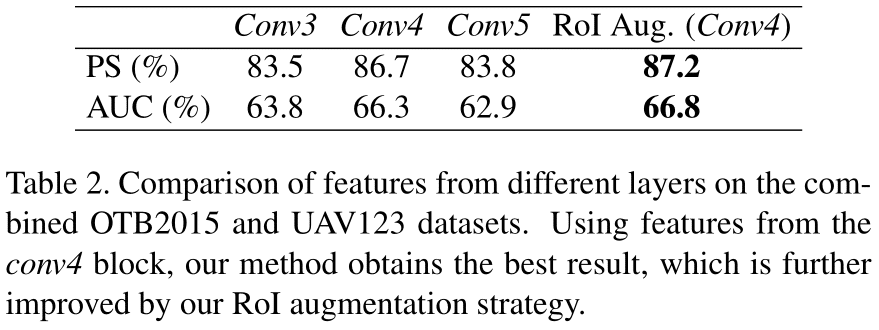 Conv3 Conv4 Conv5 RoI Aug. (Conv4)
PS (%) 83.5 86.7 83.8 87.2
AUC (%) 63.8 66.3 62.9 66.8
Table 2. Comparison of features from different layers on the com-
bined OTB2015 and UAV123 datasets. Using features from the
conv4 block, our method obtains the best result, which is further
improved by our RoI augmentation strategy.